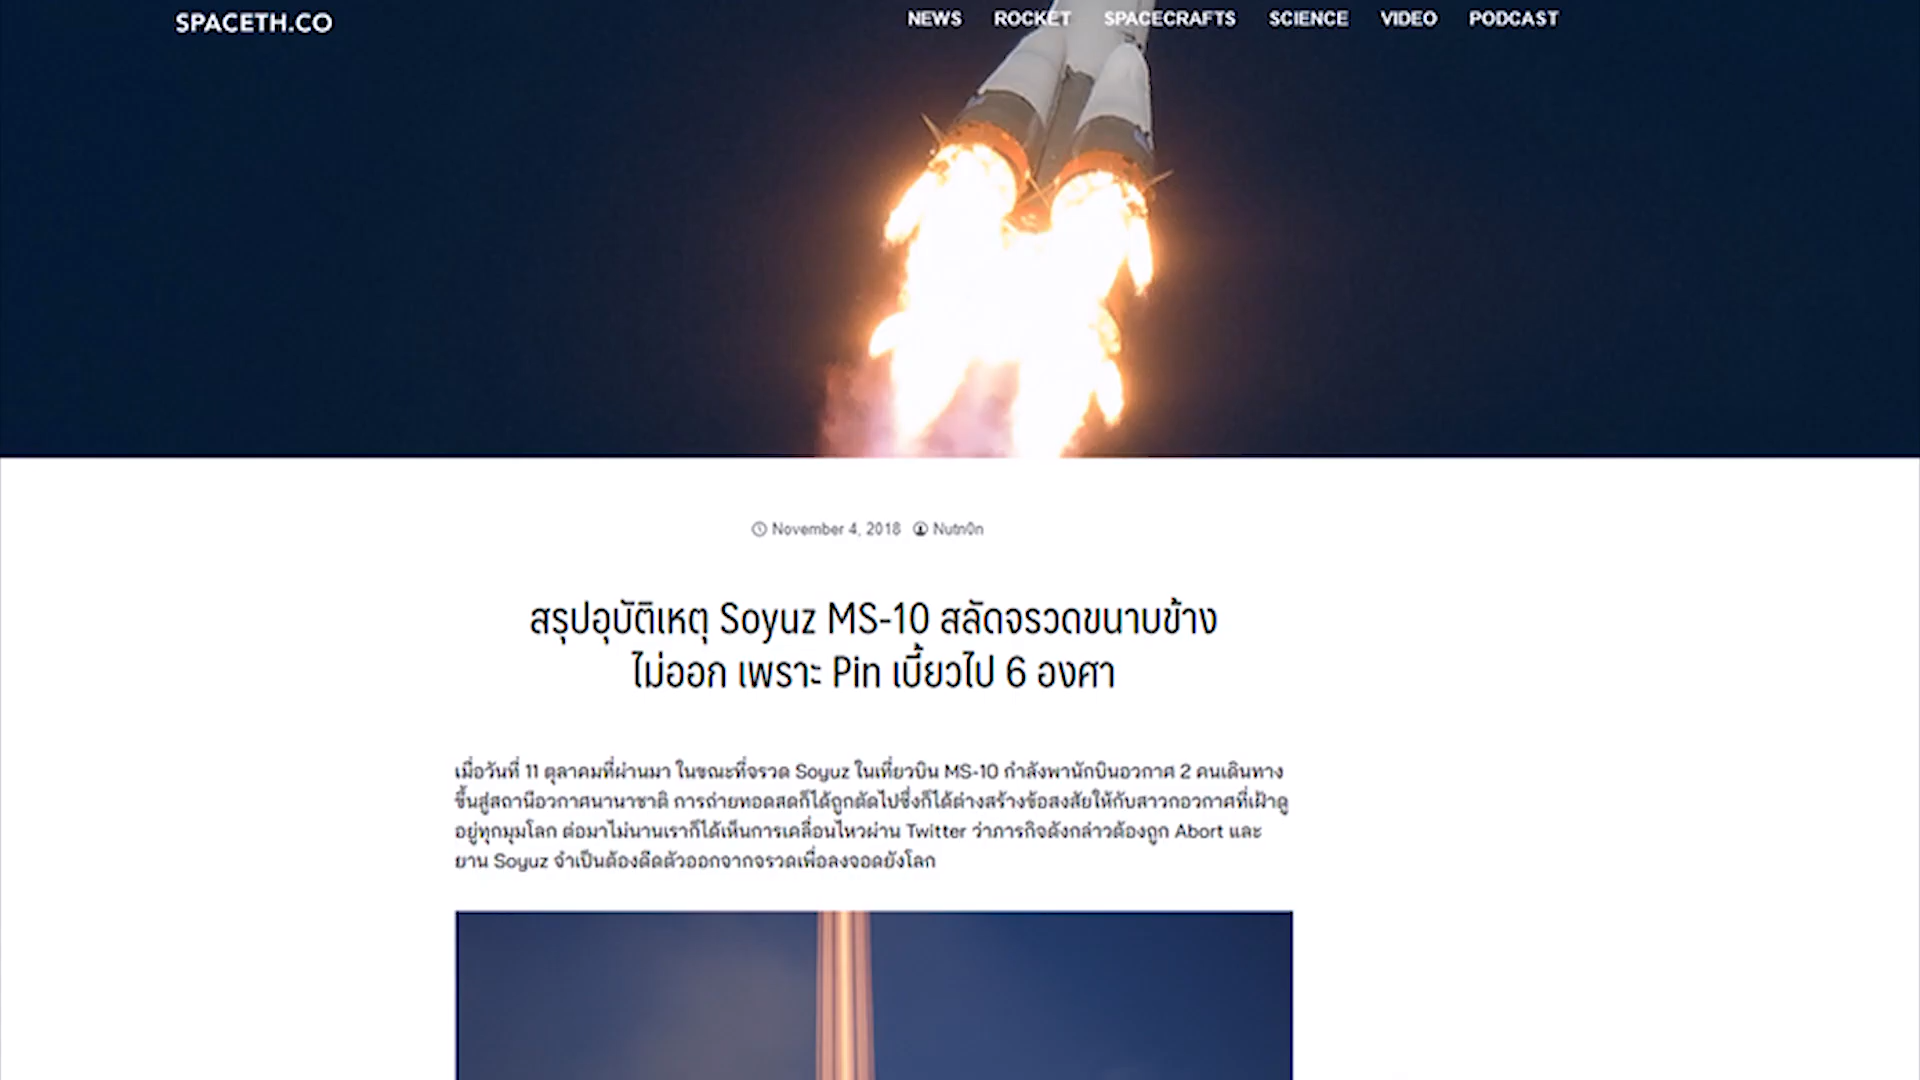 SPACETH.CO
NEWS ROCKET SPACECRAFTS SCIENCE VIDEO PODCAST
November 4, 2018 Nutn0n
สรุปอุบัติเหตุ Soyuz MS-10 สลัดจรวดขนาบข้าง
ไม่ออก เพราะ Pin เบี้ยวไป 6 องศา
เมื่อวันที่ 11 ตุลาคมที่ผ่านมา ในขณะที่จรวด Soyuz ในเที่ยวบิน MS-10 กำลังพานักบินอวกาศ 2 คนเดินทาง
ขึ้นสู่สถานีอวกาศนานาชาติ การถ่ายทอดสดก็ได้ถูกตัดไปซึ่งก็ได้ต่างสร้างข้อสงสัยให้กับสาวกอวกาศที่เฝ้าดู
อยู่ทุกมุมโลก ต่อมาไม่นานเราก็ได้เห็นการเคลื่อนไหวผ่าน Twitter ว่าภารกิจดังกล่าวต้องถูก Abort และ
ยาน Soyuz จำเป็นต้องดีดตัวออกจากจรวดเพื่อลงจอดยังโลก